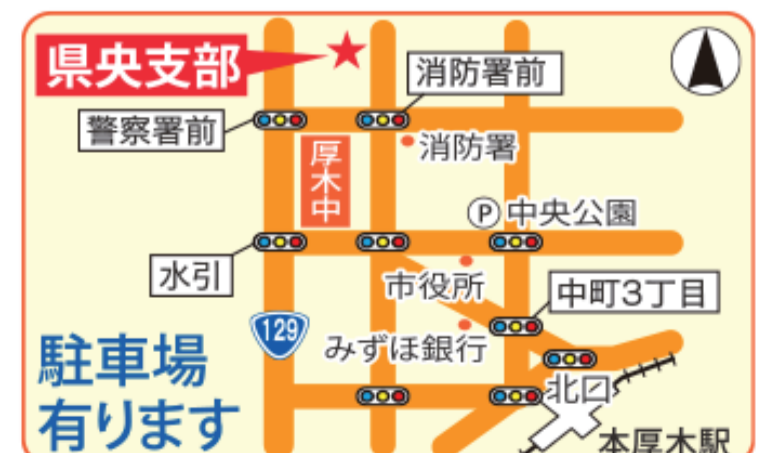 県央支部
消防署前
警察署前
消防署
厚木中
P 中央公園
水引
市役所
中町3丁目
129
みずほ銀行
駐車場
有ります
北口
本厚木駅